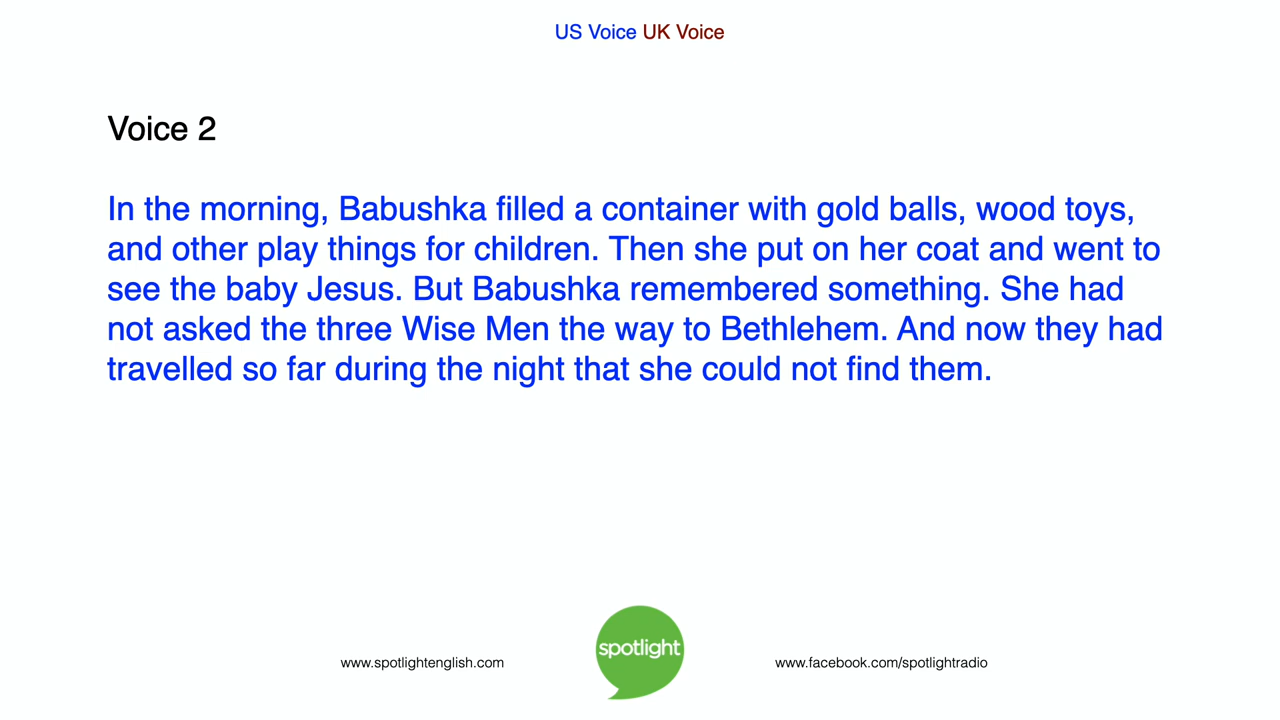 US Voice UK Voice
Voice 2
In the morning, Babushka filled a container with gold balls, wood toys,
and other play things for children. Then she put on her coat and went to
see the baby Jesus. But Babushka remembered something. She had
not asked the three Wise Men the way to Bethlehem. And now they had
travelled so far during the night that she could not find them.
www.spotlightenglish.com
spotlight
www.facebook.com/spotlightradio